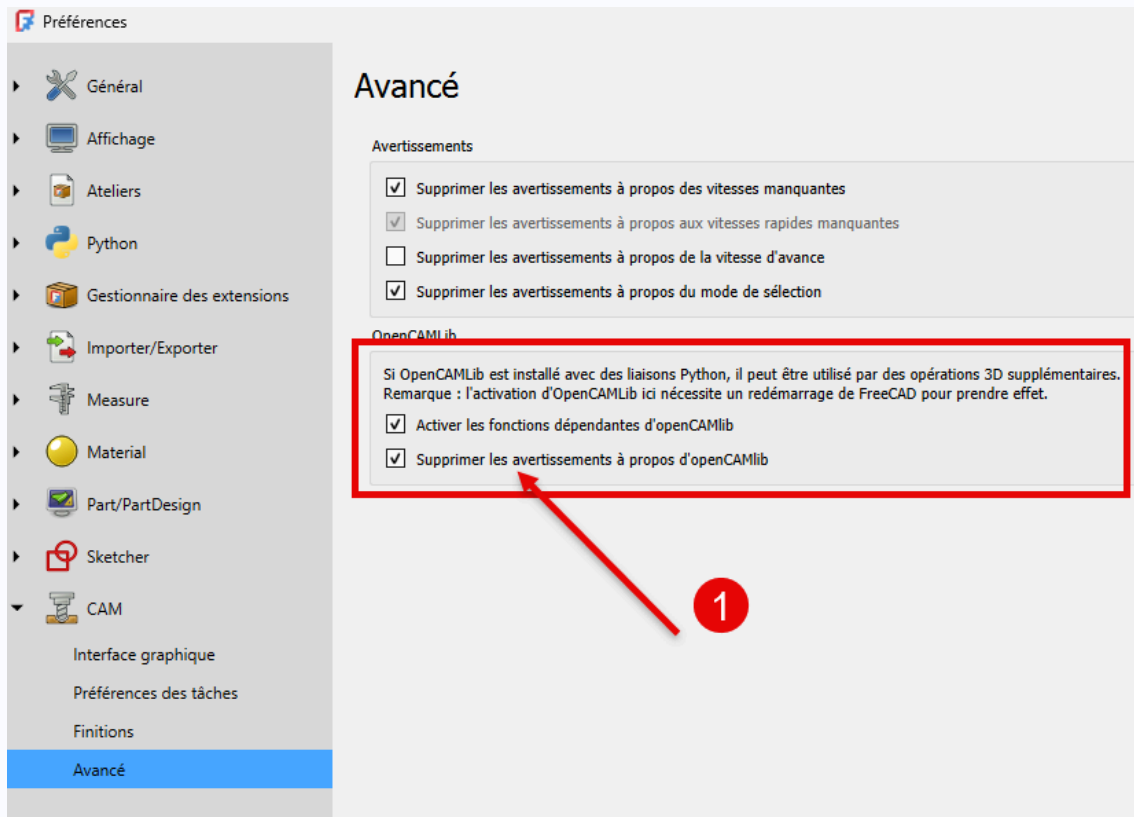 Préférences
Général
Affichage
Ateliers
Python
Gestionnaire des extensions
Importer/Exporter
Measure
Material
Part/PartDesign
Sketcher
CAM
Interface graphique
Préférences des tâches
Finitions
Avancé
Avancé
Avertissements
Supprimer les avertissements à propos des vitesses manquantes
Supprimer les avertissements à propos aux vitesses rapides manquantes
Supprimer les avertissements à propos de la vitesse d'avance
Supprimer les avertissements à propos du mode de sélection
OpenCAMLib
Si OpenCAMLib est installé avec des liaisons Python, il peut être utilisé par des opérations 3D supplémentaires.
Remarque : l'activation d'OpenCAMLib ici nécessite un redémarrage de FreeCAD pour prendre effet.
Activer les fonctions dépendantes d'openCAMlib
Supprimer les avertissements à propos d'openCAMlib
1